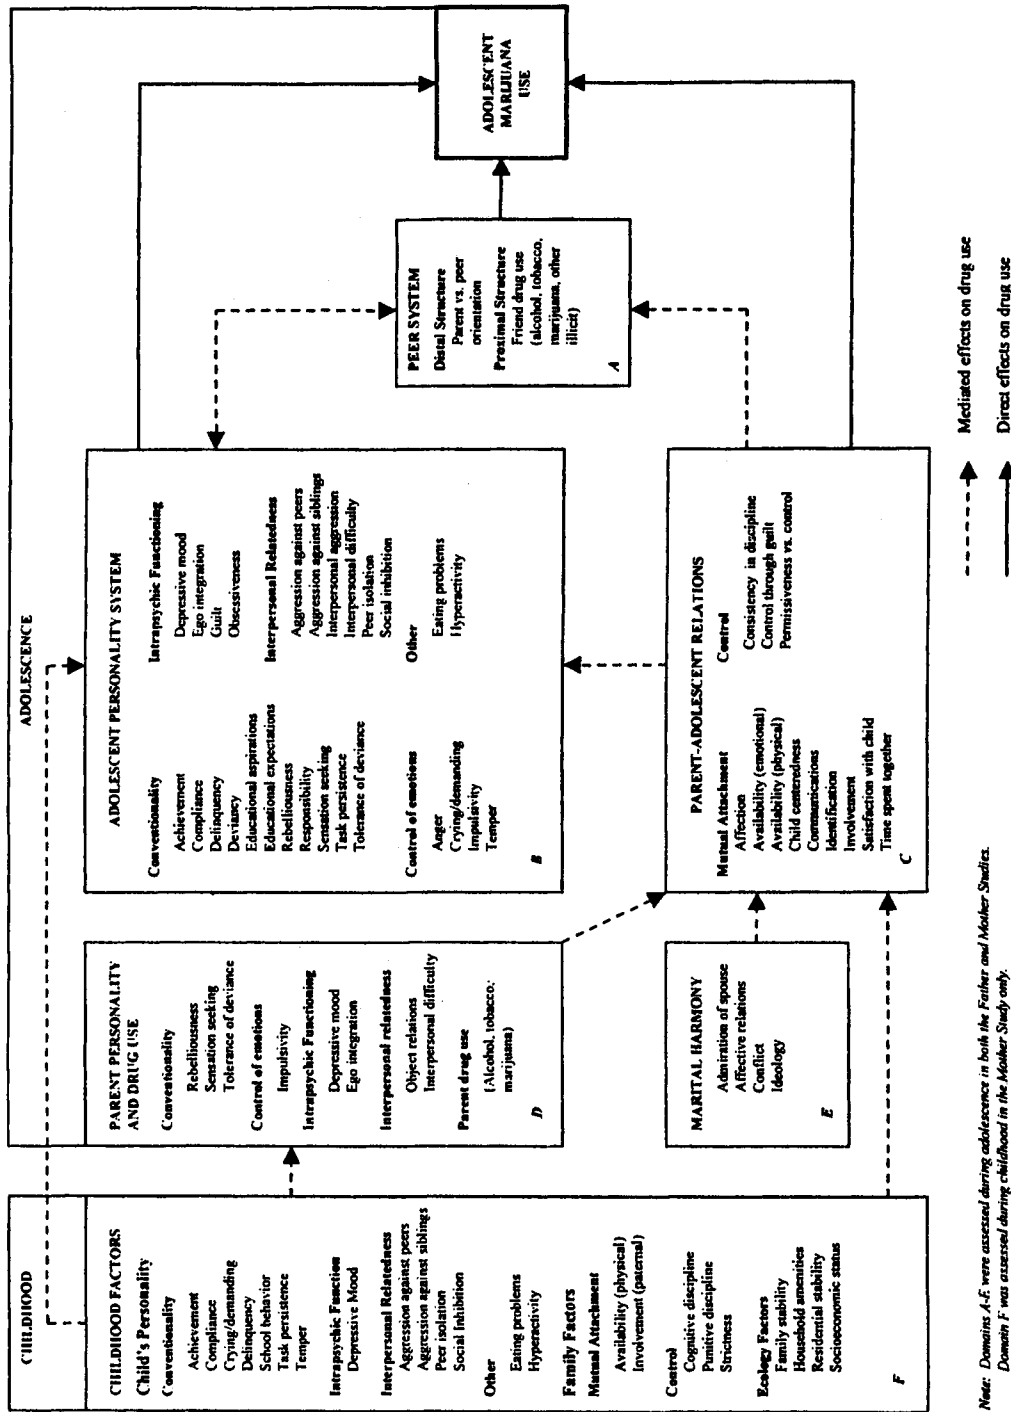 CHILDHOOD
CHILDHOOD FACTORS
Child's Personality
Conventionality
Achievement
Compliance
Crying/demanding
Delinquency
School behavior
Task persistence
Temper
Intrapsychic Function
Depressive Mood
Interpersonal Relatedness
Aggression against peers
Aggression against siblings
Peer isolation
Social Inhibition
Other
Eating problems
Hyperactivity
Family Factors
Mutual Attachment
Availability (physical)
Involvement (paternal)
Control
Cognitive discipline
Punitive discipline
Strictness
Ecology Factors
Family stability
Household amenities
Residential stability
Socioeconomic status
F
ADOLESCENCE
PARENT PERSONALITY
AND DRUG USE
Conventionality
Rebelliousness
Sensation seeking
Tolerance of deviance
Control of emotions
Impulsivity
Intrapsychic Functioning
Depressive mood
Ego integration
Interpersonal relatedness
Object relations
Interpersonal difficulty
Parent drug use
(Alcohol, tobacco,
marijuana)
D
MARITAL HARMONY
Admiration of spouse
Affective relations
Conflict
Ideology
E
ADOLESCENT PERSONALITY SYSTEM
Conventionality
Achievement
Compliance
Delinquency
Deviancy
Educational aspirations
Educational expectations
Rebelliousness
Responsibility
Sensation seeking
Task persistence
Tolerance of deviance
Control of emotions
Anger
Crying/demanding
Impulsivity
Temper
Intrapsychic Functioning
Depressive mood
Ego integration
Guilt
Obsessiveness
Interpersonal Relatedness
Aggression against peers
Aggression against siblings
Interpersonal aggression
Interpersonal difficulty
Peer isolation
Social inhibition
Other
Eating problems
Hyperactivity
B
PARENT-ADOLESCENT RELATIONS
Mutual Attachment
Affection
Availability (emotional)
Availability (physical)
Child centeredness
Communications
Identification
Involvement
Satisfaction with child
Time spent together
Control
Consistency in discipline
Control through guilt
Permissiveness vs. control
C
PEER SYSTEM
Distal Structure
Parent vs. peer
orientation
Proximal Structure
Friend drug use
(alcohol, tobacco,
marijuana, other
illicit)
A
ADOLESCENT
MARIJUANA
USE
Mediated effects on drug use
Direct effects on drug use
Note: Domains A-E were assessed during adolescence in both the Father and Mother Studies.
Domain F was assessed during childhood in the Mother Study only.